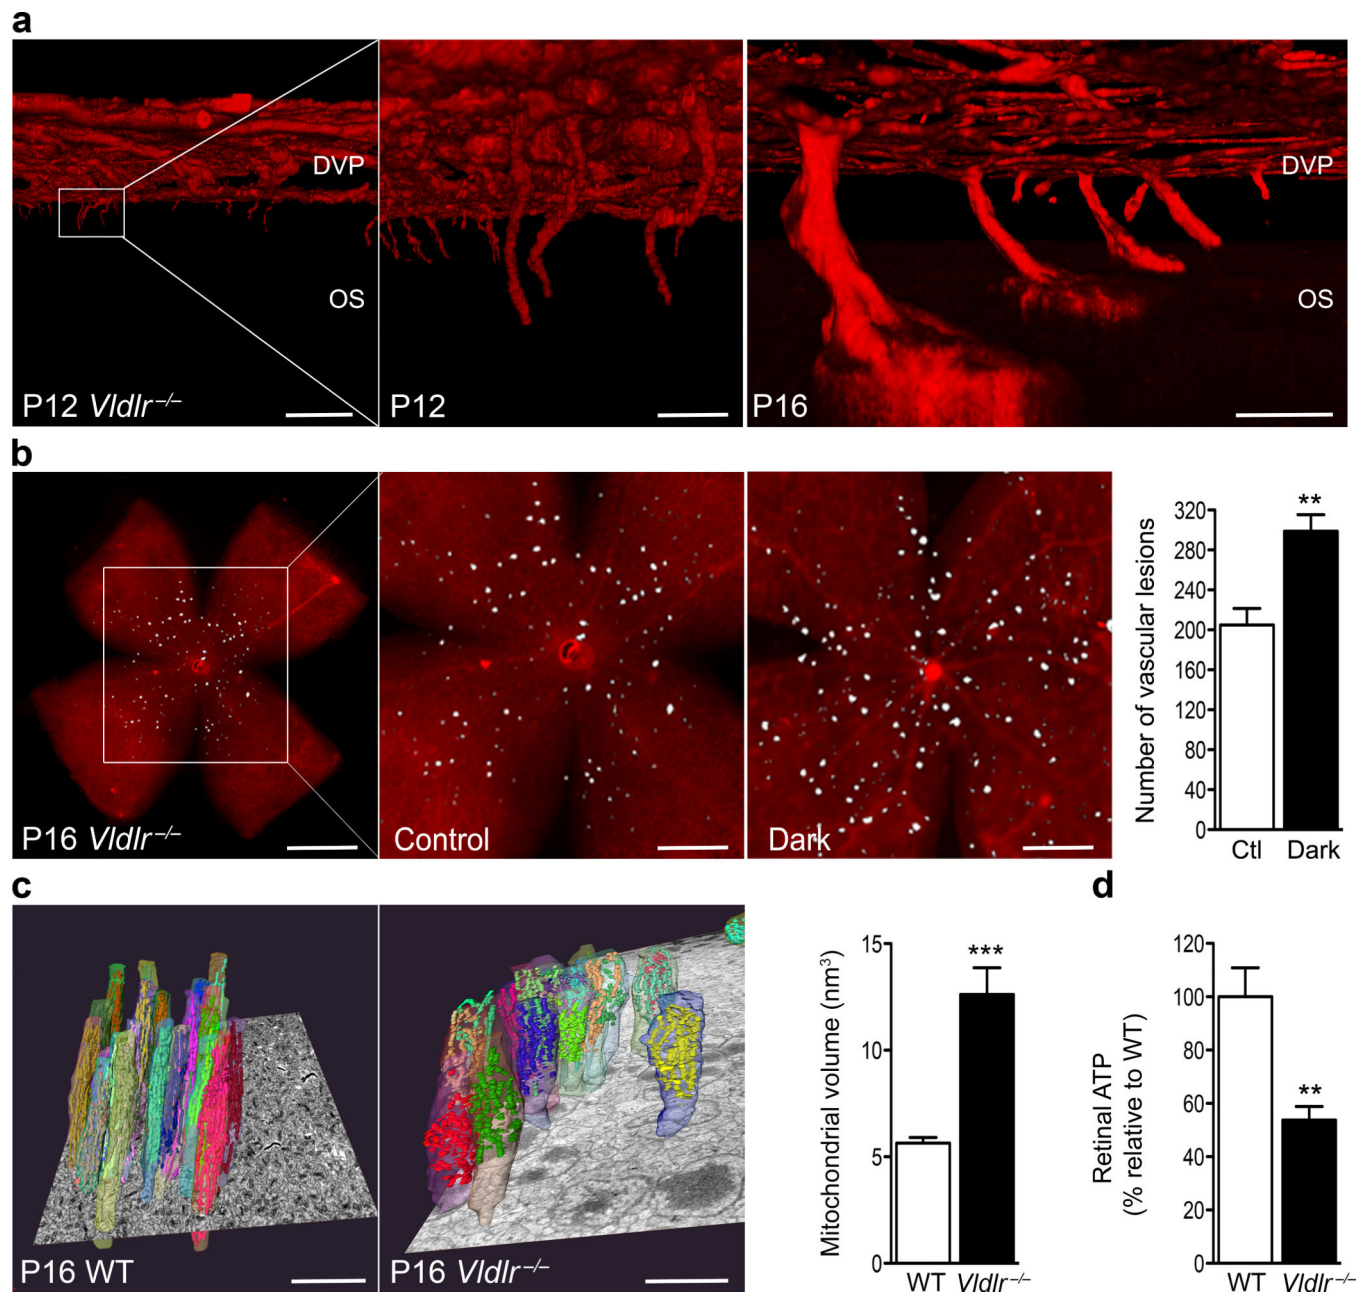 a
DVP
OS
P12 Vldlr⁻/⁻
P12
DVP
OS
P16
b
P16 Vldlr⁻/⁻
Control
Dark
Number of vascular lesions
320
280
240
200
160
120
80
40
0
**
Ctl
Dark
c
P16 WT
P16 Vldlr⁻/⁻
Mitochondrial volume (nm³)
15
10
5
0
***
WT
Vldlr⁻/⁻
d
Retinal ATP
(% relative to WT)
120
100
80
60
40
20
0
**
WT
Vldlr⁻/⁻